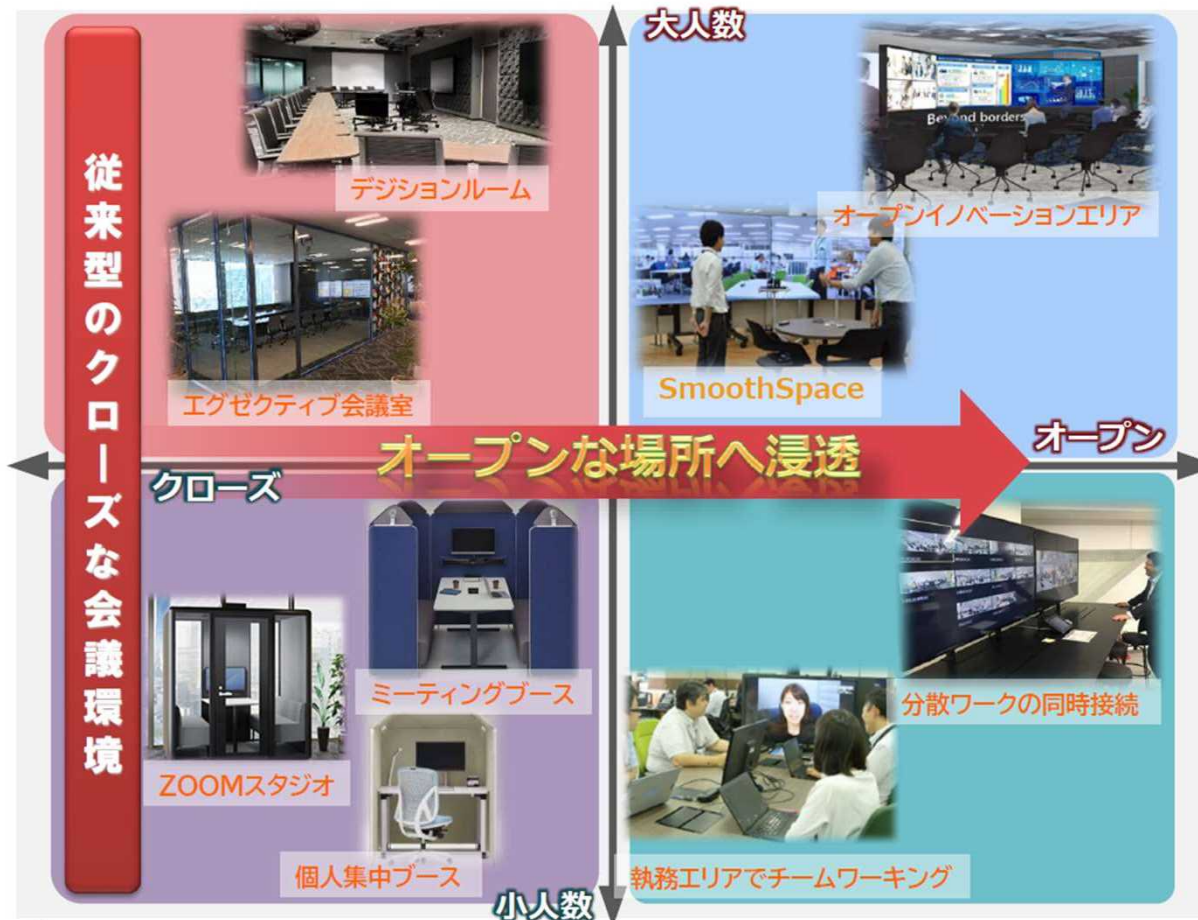 大人数
従来型のクローズな会議環境
デジションルーム
Beyond borders
オープンイノベーションエリア
エグゼクティブ会議室
SmoothSpace
オープンな場所へ浸透
オープン
クローズ
ミーティングブース
分散ワークの同時接続
ZOOMスタジオ
個人集中ブース
執務エリアでチームワーキング
小人数